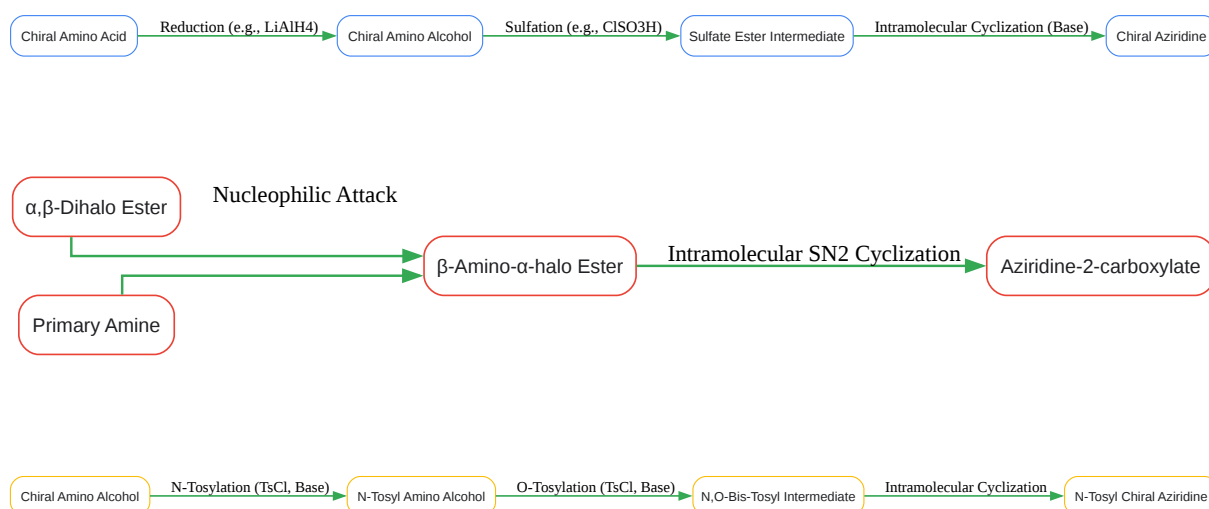 Chiral Amino Acid
Reduction (e.g., LiAlH4)
Chiral Amino Alcohol
Sulfation (e.g., ClSO3H)
Sulfate Ester Intermediate
Intramolecular Cyclization (Base)
Chiral Aziridine
α,β-Dihalo Ester
Nucleophilic Attack
Primary Amine
β-Amino-α-halo Ester
Intramolecular SN2 Cyclization
Aziridine-2-carboxylate
Chiral Amino Alcohol
N-Tosylation (TsCl, Base)
N-Tosyl Amino Alcohol
O-Tosylation (TsCl, Base)
N,O-Bis-Tosyl Intermediate
Intramolecular Cyclization
N-Tosyl Chiral Aziridine